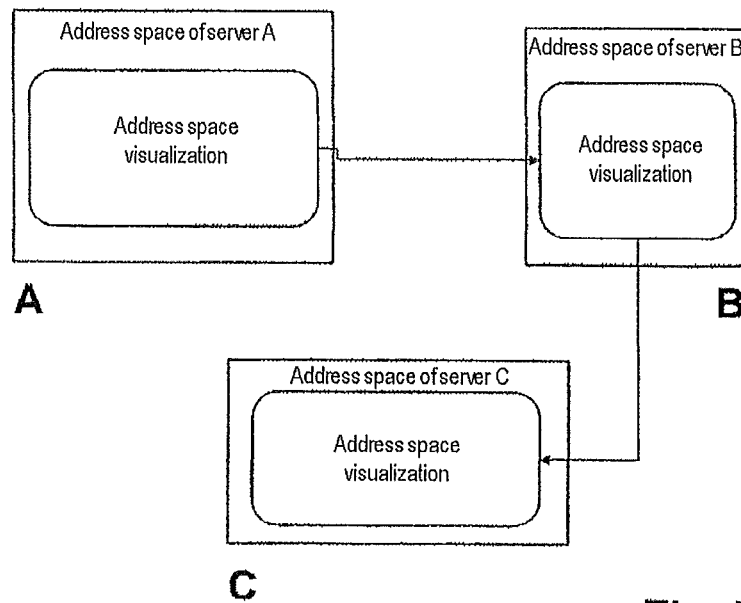 Address space of server A
Address space
visualization
A
Address space of server B
Address space
visualization
B
Address space of server C
Address space
visualization
C